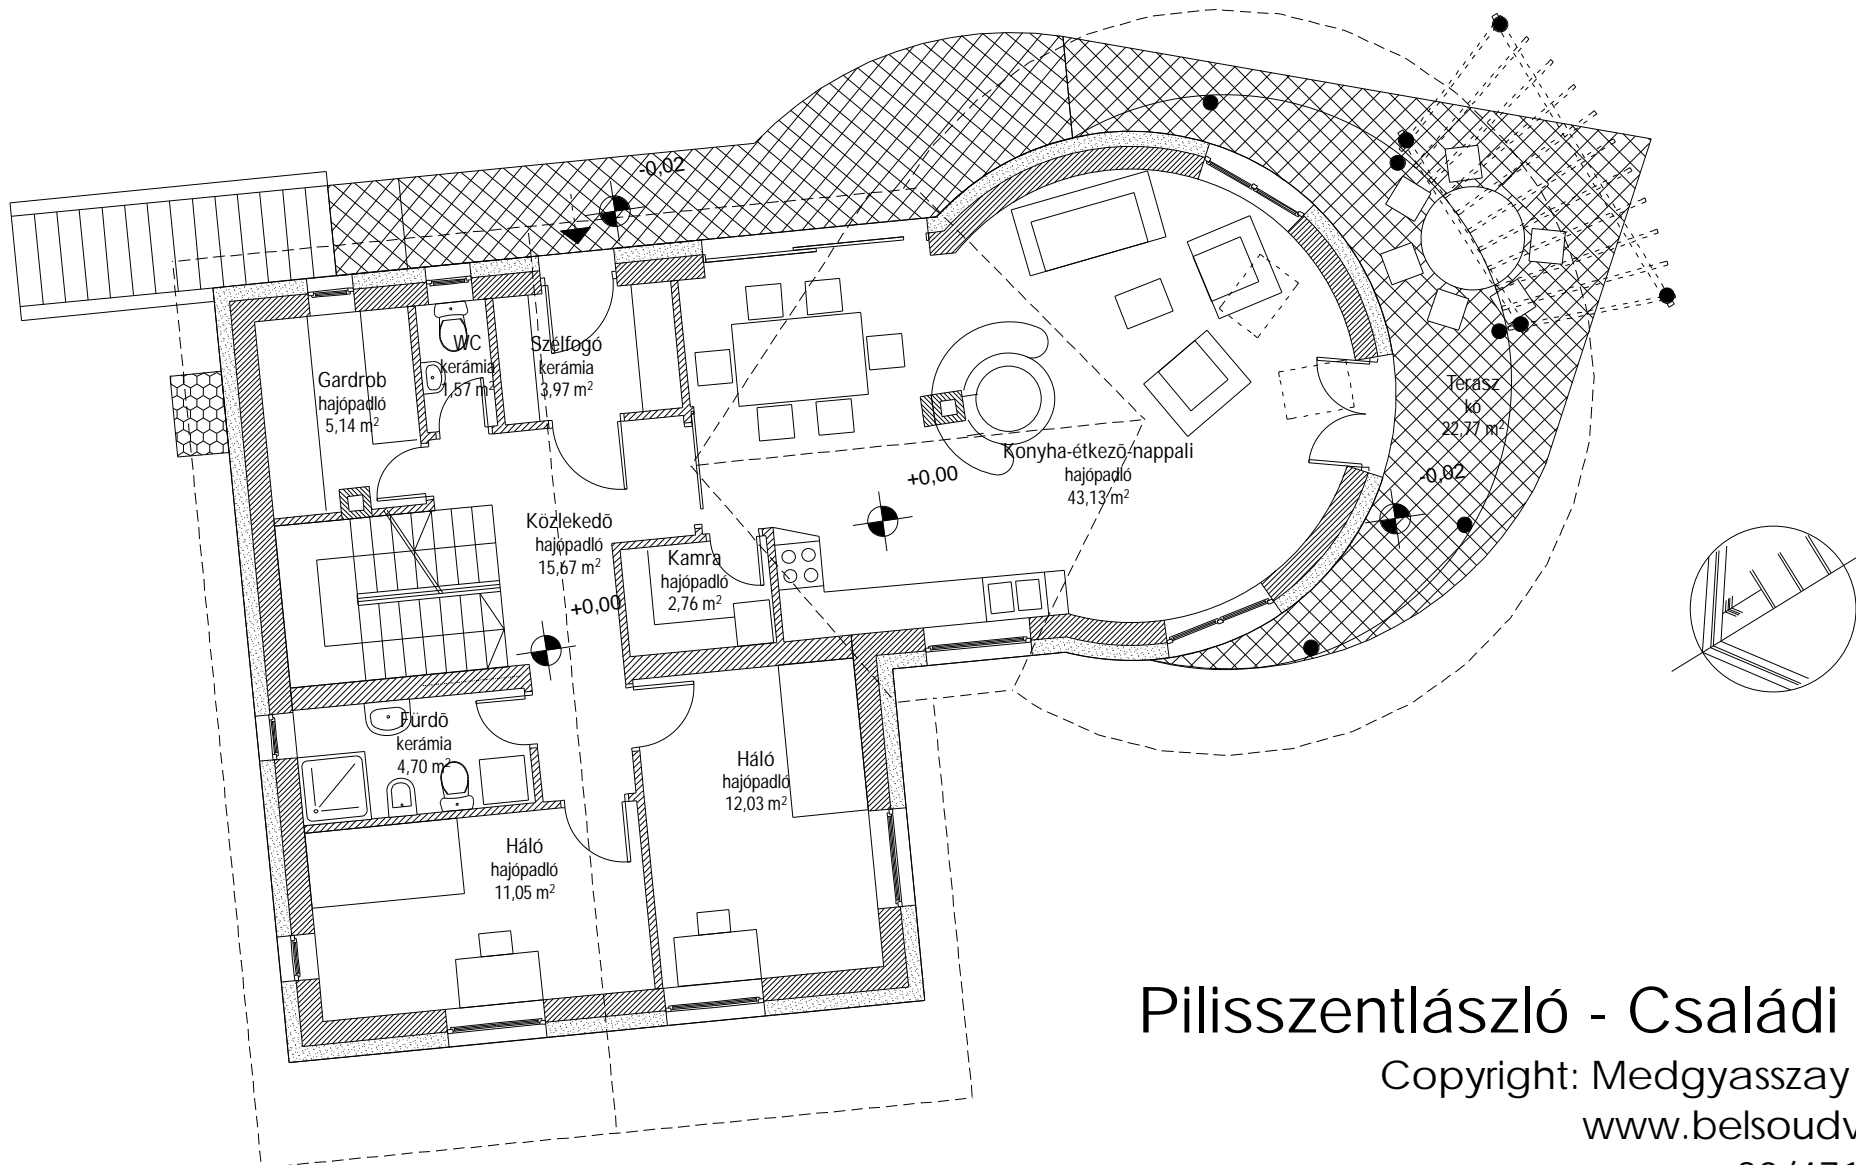 -0,02
WC
kerámia
1,57 m²
Szélfogó
kerámia
3,97 m²
Gardrob
hajópadló
5,14 m²
Terasz
kő
22,77 m²
-0,02
Konyha-étkező-nappali
hajópadló
43,13 m²
+0,00
Közlekedő
hajópadló
15,67 m²
+0,00
Kamra
hajópadló
2,76 m²
Fürdő
kerámia
4,70 m²
Háló
hajópadló
12,03 m²
Háló
hajópadló
11,05 m²
Pilisszentlászló - Családi
Copyright: Medgyasszay
www.belsoudv